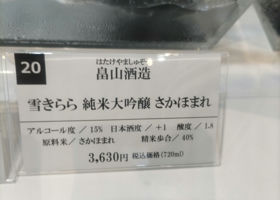 20
はたけやましゅぞう
畠山酒造
雪きらら 純米大吟醸 さかほまれ
アルコール度 / 15% 日本酒度 / +1 酸度 / 1.8
原料米 / さかほまれ 精米歩合 / 40%
3,630円 税込価格(720ml)